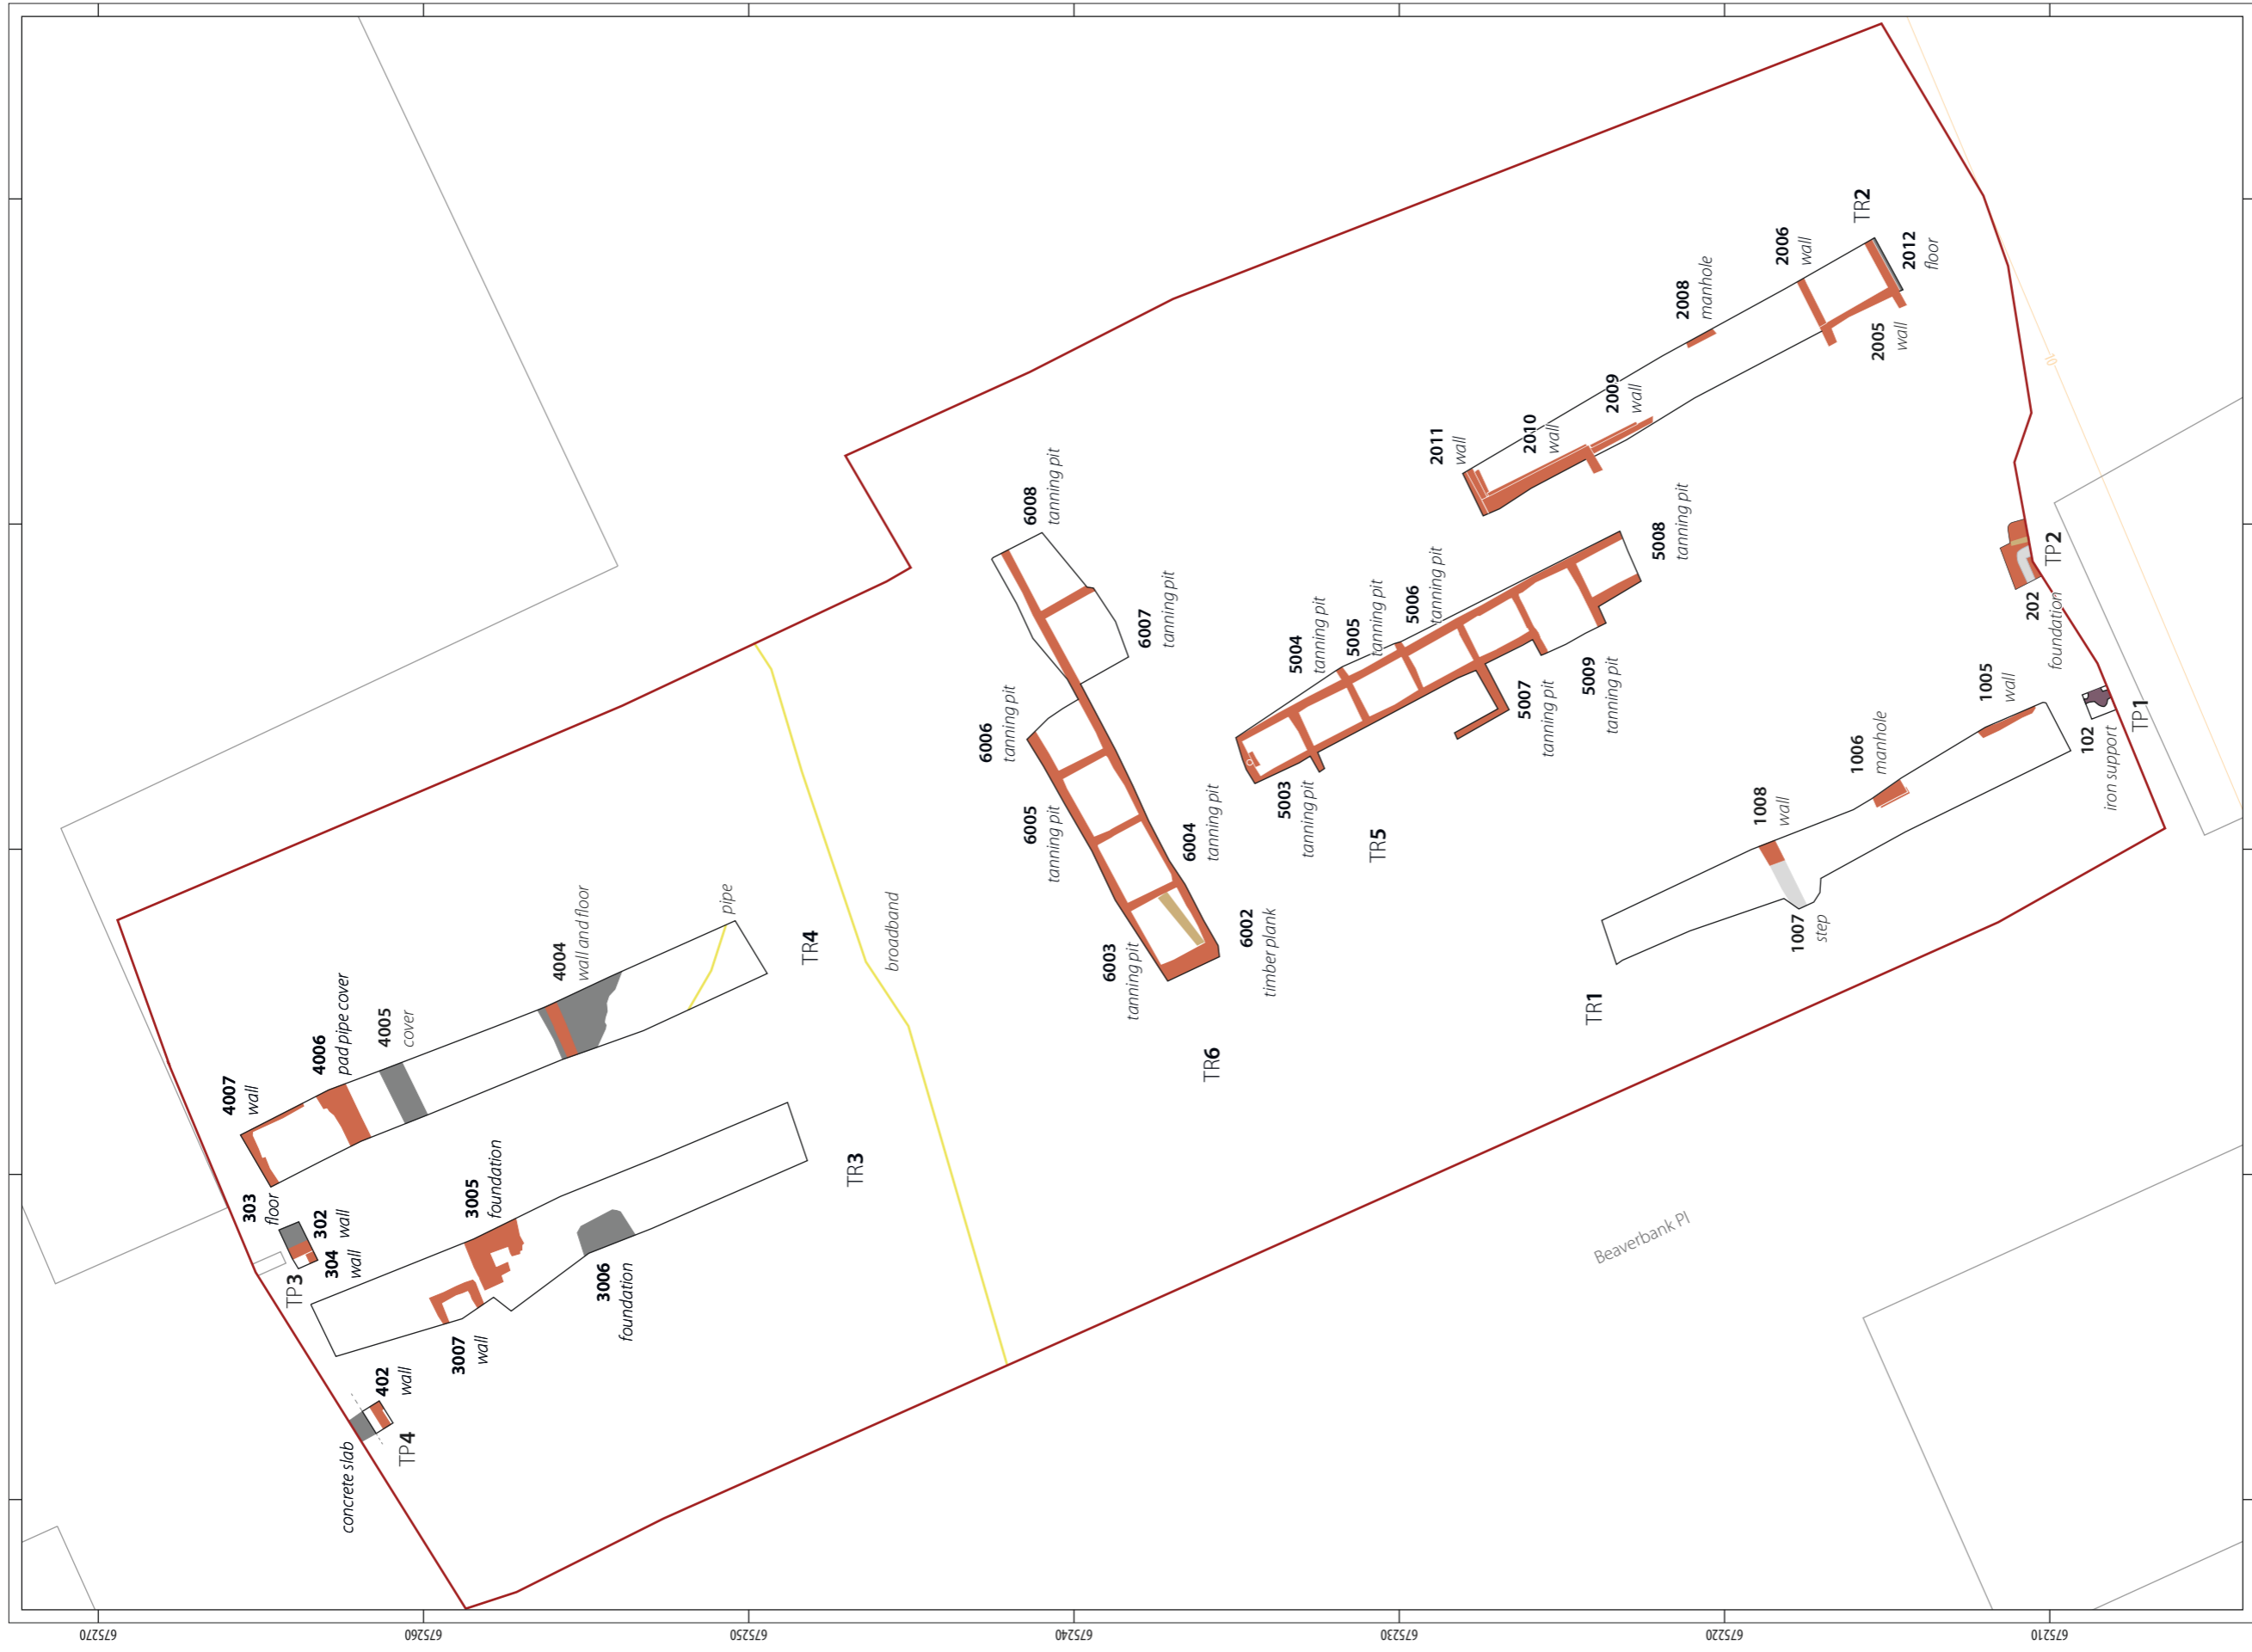 4007
wall
4006
pad pipe cover
4005
cover
4004
wall and floor
pipe
TR4
303
floor
302
wall
304
wall
TP3
3005
foundation
3007
wall
3006
foundation
TR3
402
wall
TP4
concrete slab
broadband
6008
tanning pit
6007
tanning pit
6006
tanning pit
6005
tanning pit
6004
tanning pit
6003
tanning pit
6002
timber plank
TR6
5004
tanning pit
5005
tanning pit
5006
tanning pit
5008
tanning pit
5003
tanning pit
5007
tanning pit
5009
tanning pit
TR5
2011
wall
2010
wall
2009
wall
2008
manhole
2006
wall
TR2
2012
floor
2005
wall
10
TP2
202
foundation
1005
wall
1006
manhole
1008
wall
1007
step
TR1
102
iron support
TP1
Beaverbank Pl
675270
675260
675250
675240
675230
675220
675210